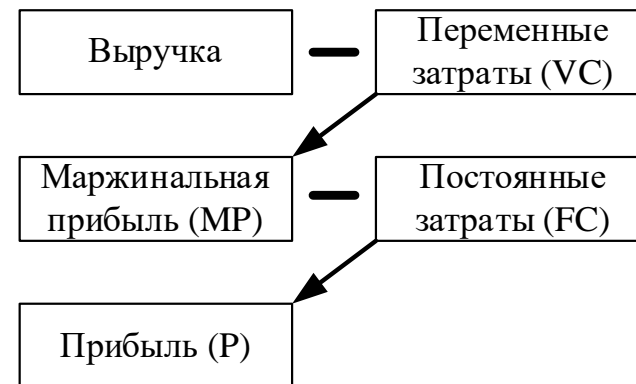 Выручка
Переменные
затраты (VC)
Маржинальная
прибыль (MP)
Постоянные
затраты (FC)
Прибыль (P)